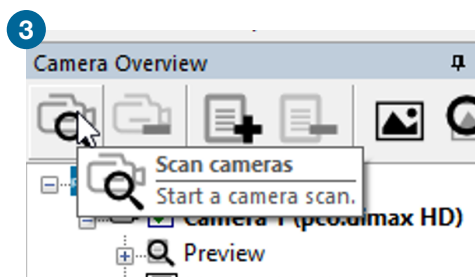 3
Camera Overview
Scan cameras
Start a camera scan.
Camera 1 (pco.dimax HD)
Preview